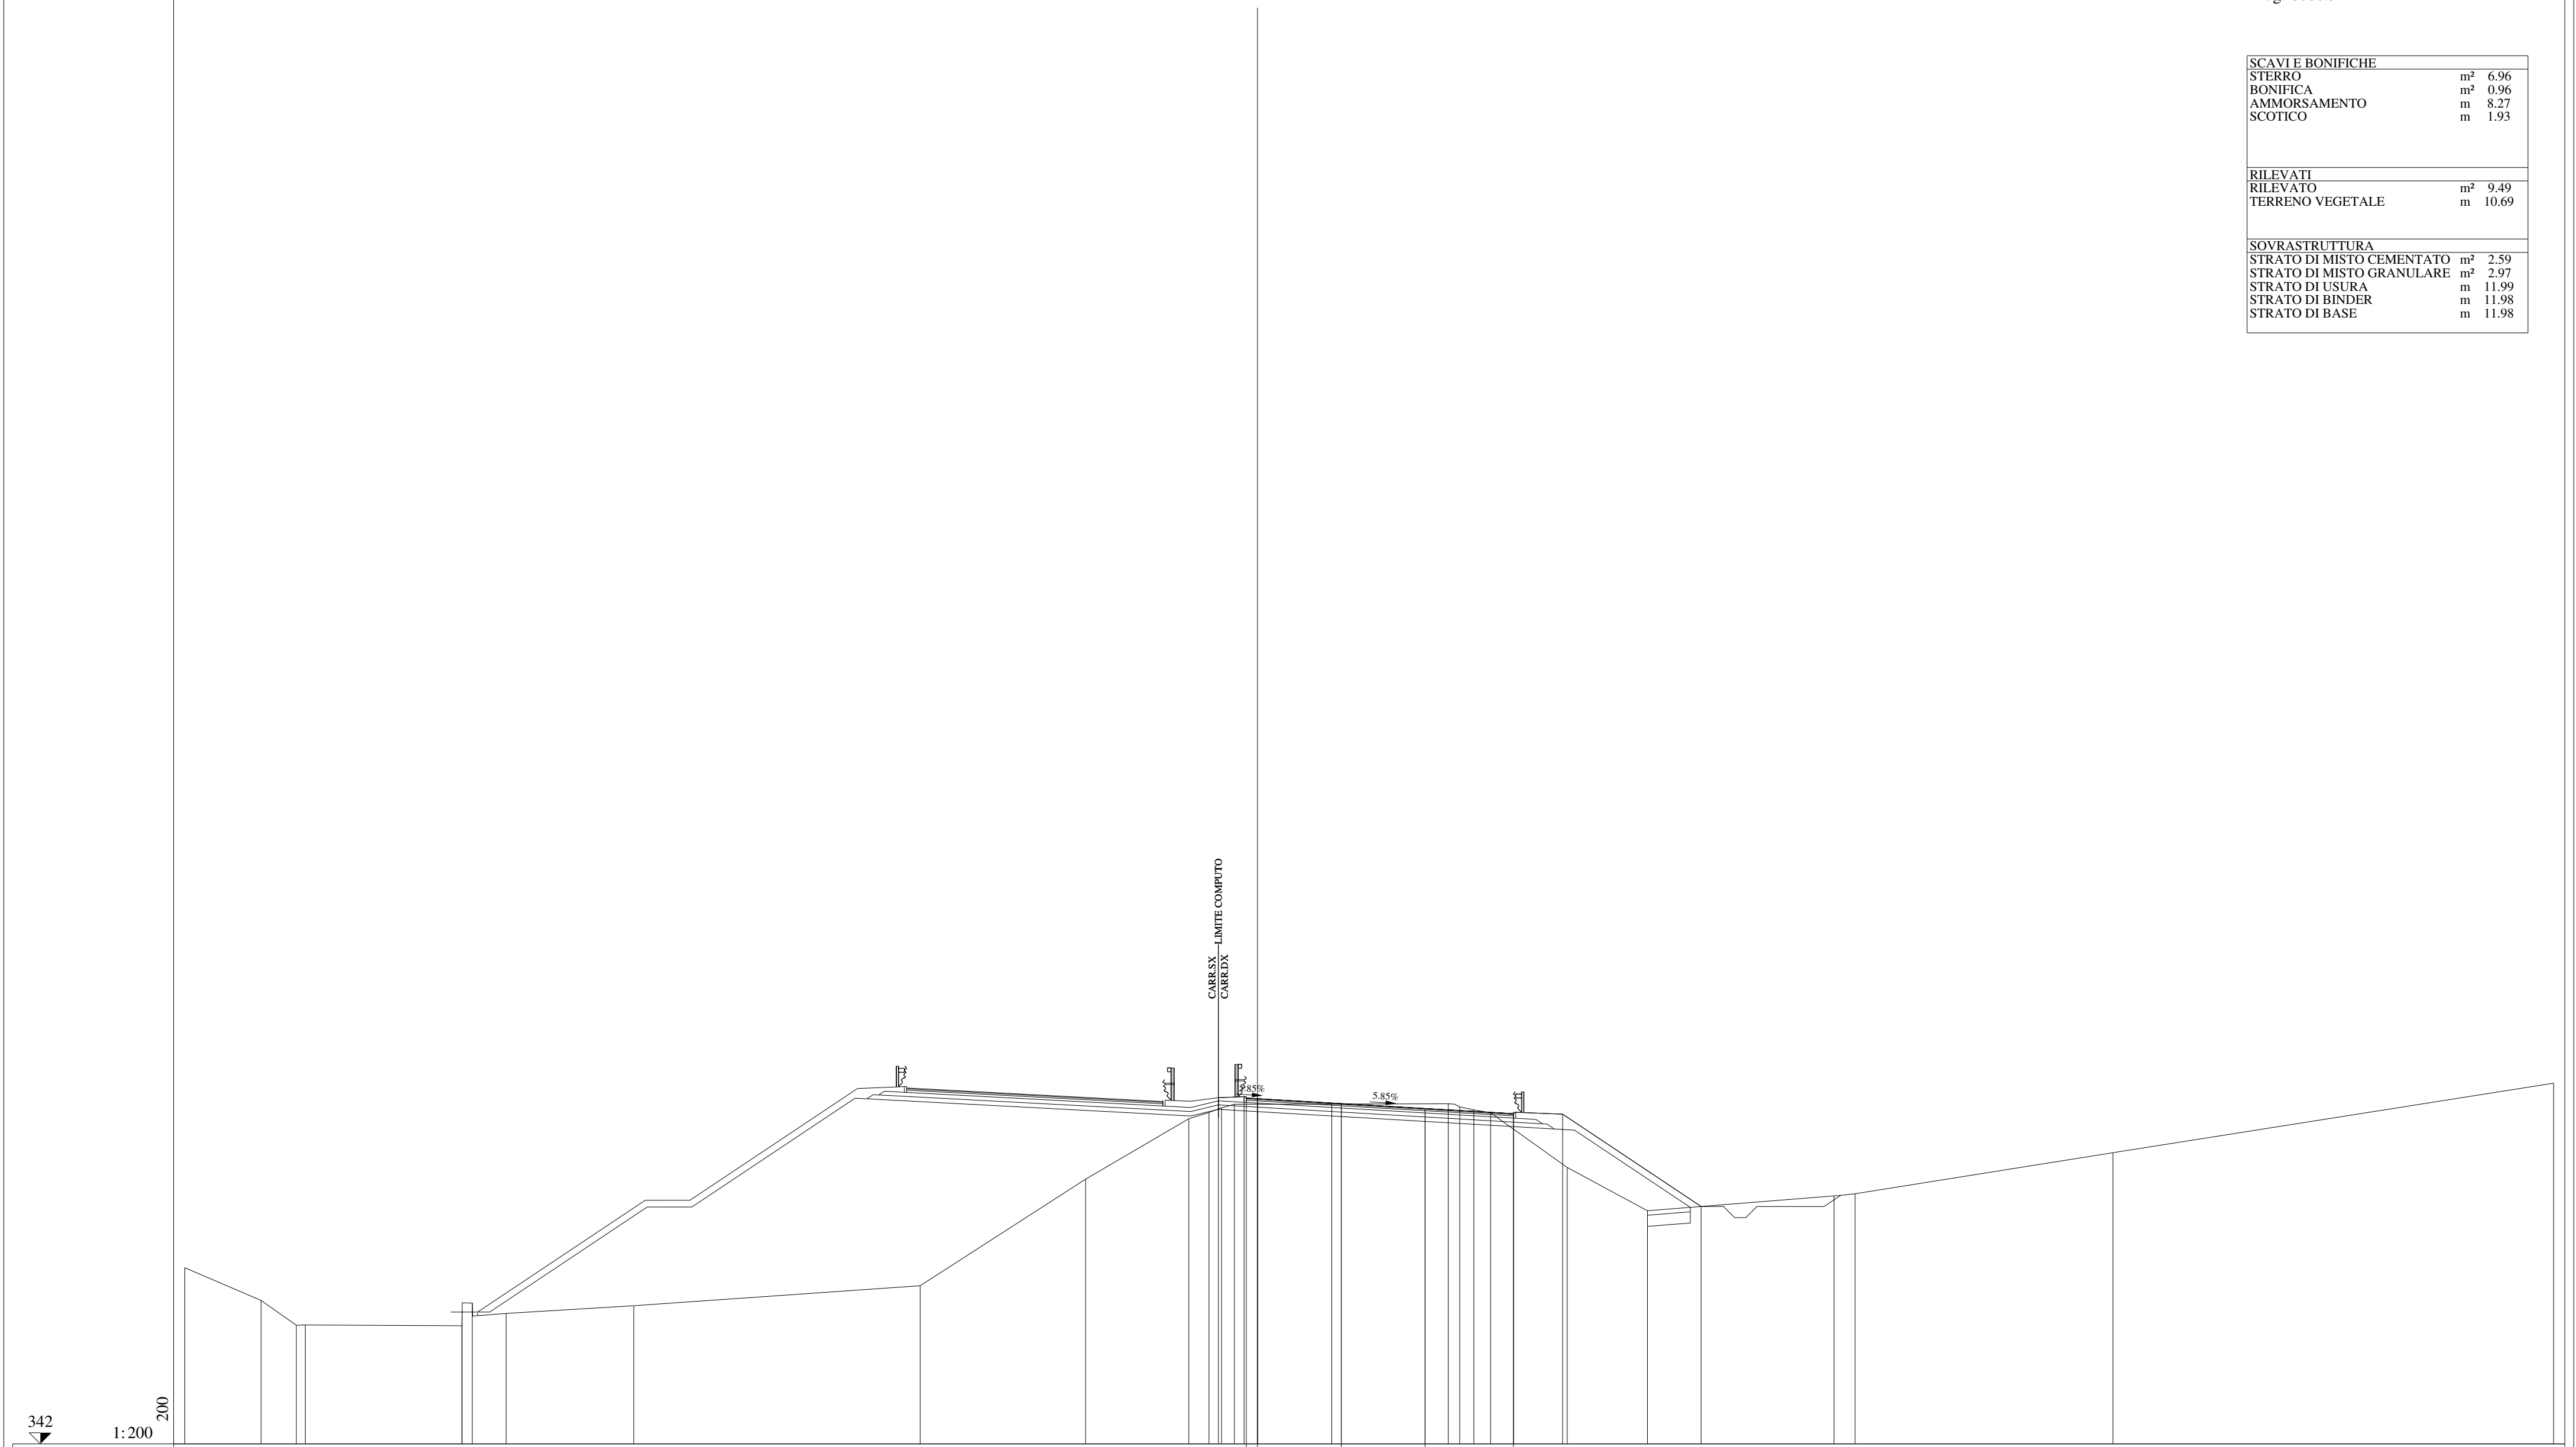 SCAVI E BONIFICHE
STERRO m² 6.96
BONIFICA m² 0.96
AMMORSAMENTO m 8.27
SCOTICO m 1.93
RILEVATI
RILEVATO m² 9.49
TERRENO VEGETALE m 10.69
SOVRASTRUTTURA
STRATO DI MISTO CEMENTATO m² 2.59
STRATO DI MISTO GRANULARE m² 2.97
STRATO DI USURA m 11.99
STRATO DI BINDER m 11.98
STRATO DI BASE m 11.98
LIMITE COMPUTO
CARR.SX
CARR.DX
5.85%
200
342
1:200